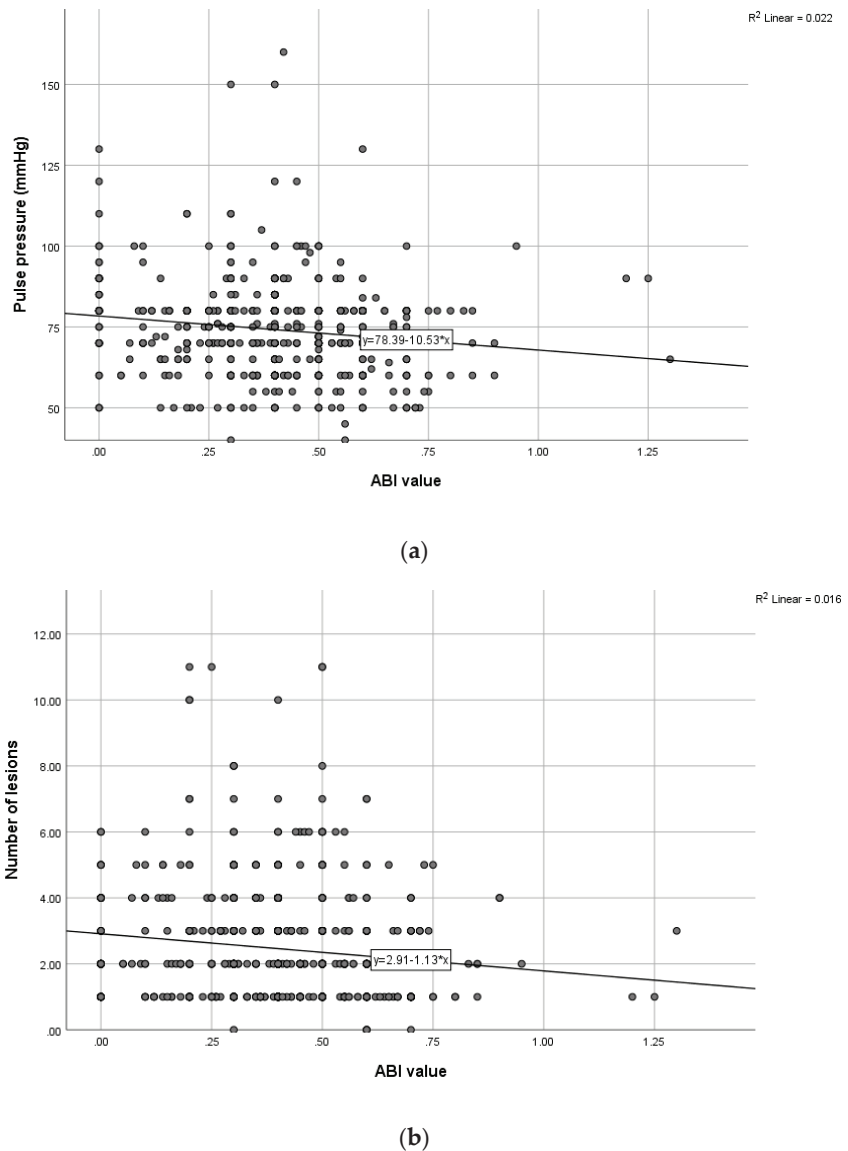 R2 Linear = 0.022
Pulse pressure (mmHg)
150
125
100
75
50
y=78.39-10.53*x
.00 .25 .50 .75 1.00 1.25
ABI value
(a)
R2 Linear = 0.016
Number of lesions
12.00
10.00
8.00
6.00
4.00
2.00
.00
y=2.91-1.13*x
.00 .25 .50 .75 1.00 1.25
ABI value
(b)